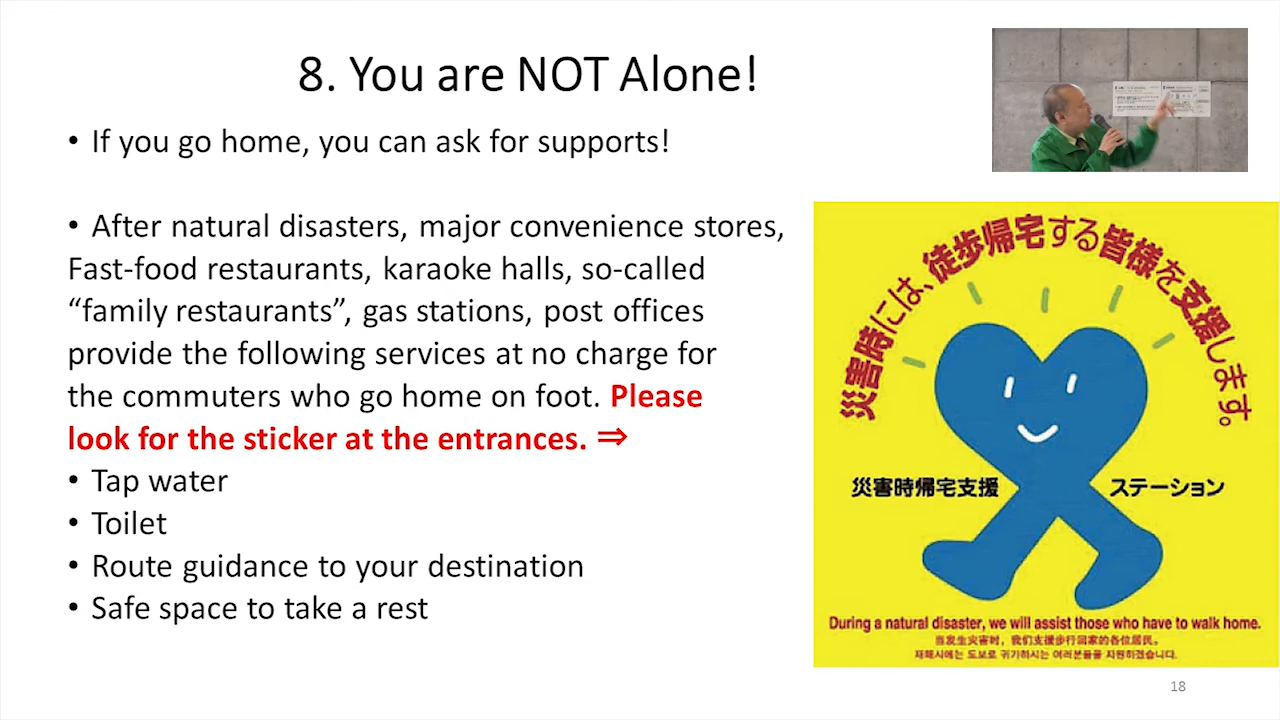 8. You are NOT Alone!
• If you go home, you can ask for supports!
• After natural disasters, major convenience stores,
Fast-food restaurants, karaoke halls, so-called
“family restaurants”, gas stations, post offices
provide the following services at no charge for
the commuters who go home on foot. Please
look for the sticker at the entrances. ⇒
• Tap water
• Toilet
• Route guidance to your destination
• Safe space to take a rest
災害時には、徒歩帰宅する皆様を支援します。
災害時帰宅支援 ステーション
During a natural disaster, we will assist those who have to walk home.
当发生灾害时，我们支援步行回家的各位居民。
재해시에는 도보로 귀가하시는 여러분들을 지원하겠습니다.
18